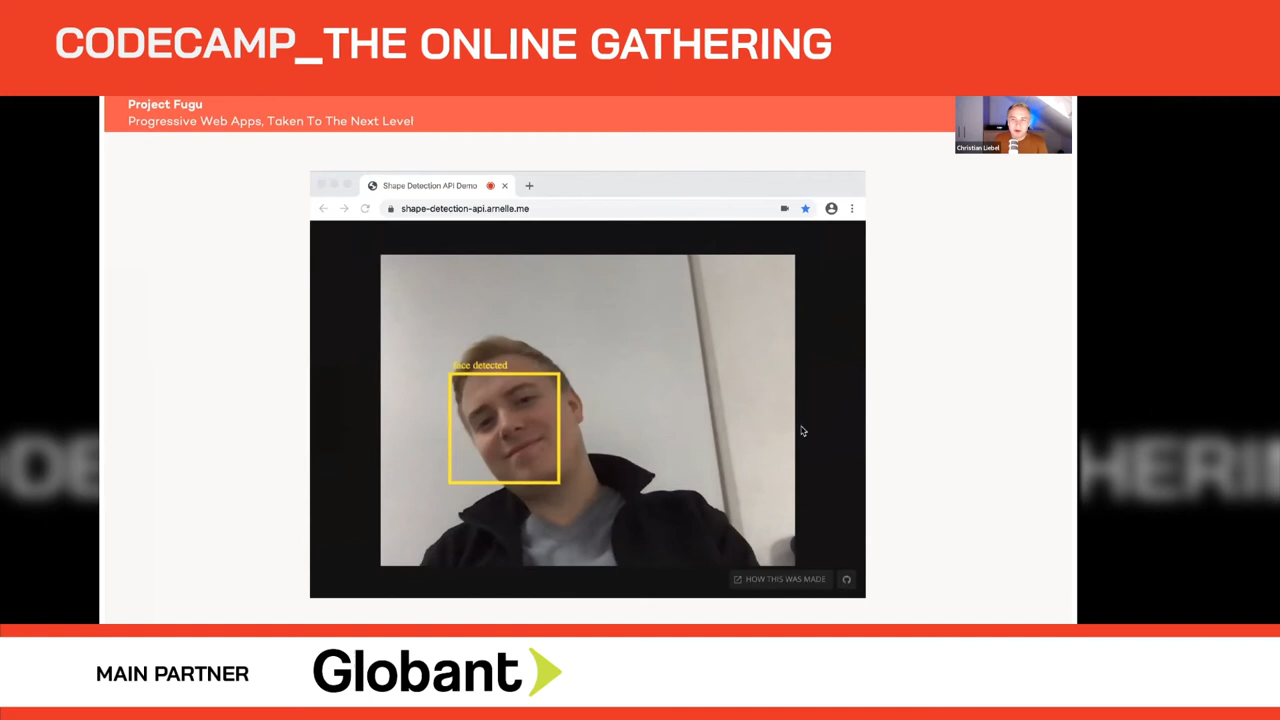 CODECAMP_THE ONLINE GATHERING
Project Fugu
Progressive Web Apps, Taken To The Next Level
Christian Liebel
Shape Detection API Demo
shape-detection-api.arnelle.me
face detected
HOW THIS WAS MADE
HERIN
MAIN PARTNER
Globant